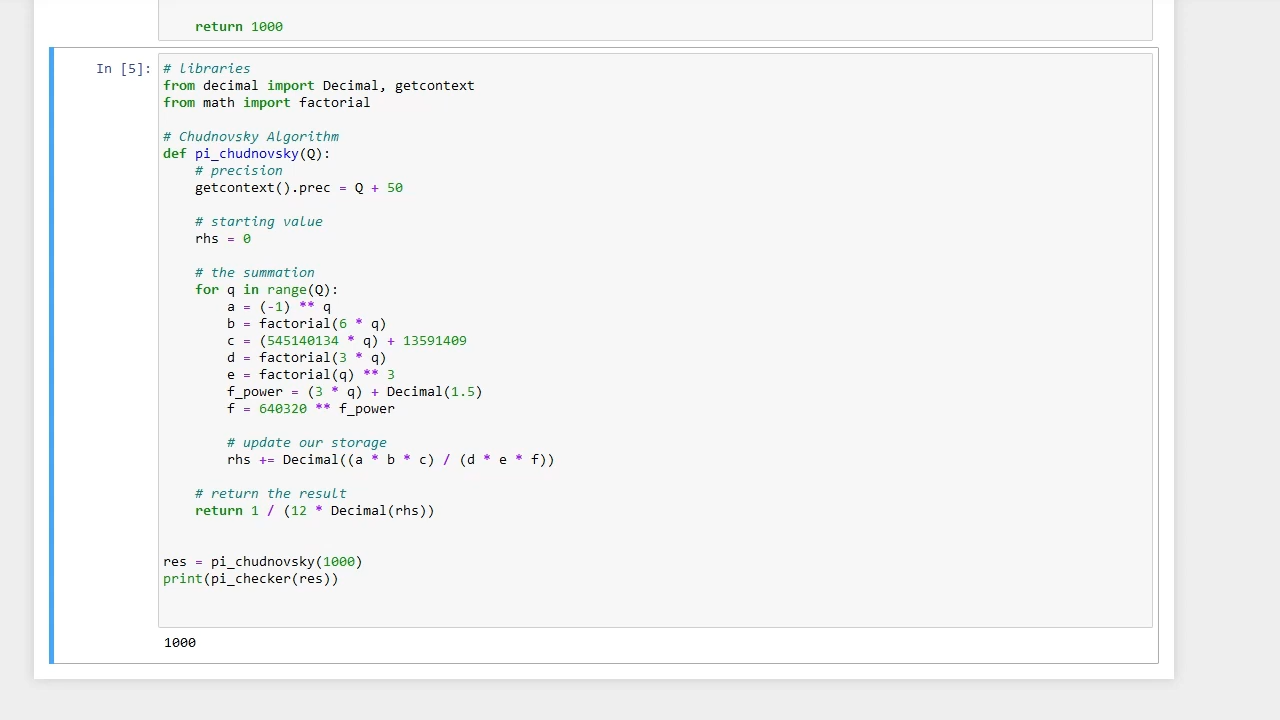 return 1000
In [5]:
# libraries
from decimal import Decimal, getcontext
from math import factorial
# Chudnovsky Algorithm
def pi_chudnovsky(Q):
# precision
getcontext().prec = Q + 50
# starting value
rhs = 0
# the summation
for q in range(Q):
a = (-1) ** q
b = factorial(6 * q)
c = (545140134 * q) + 13591409
d = factorial(3 * q)
e = factorial(q) ** 3
f_power = (3 * q) + Decimal(1.5)
f = 640320 ** f_power
# update our storage
rhs += Decimal((a * b * c) / (d * e * f))
# return the result
return 1 / (12 * Decimal(rhs))
res = pi_chudnovsky(1000)
print(pi_checker(res))
1000